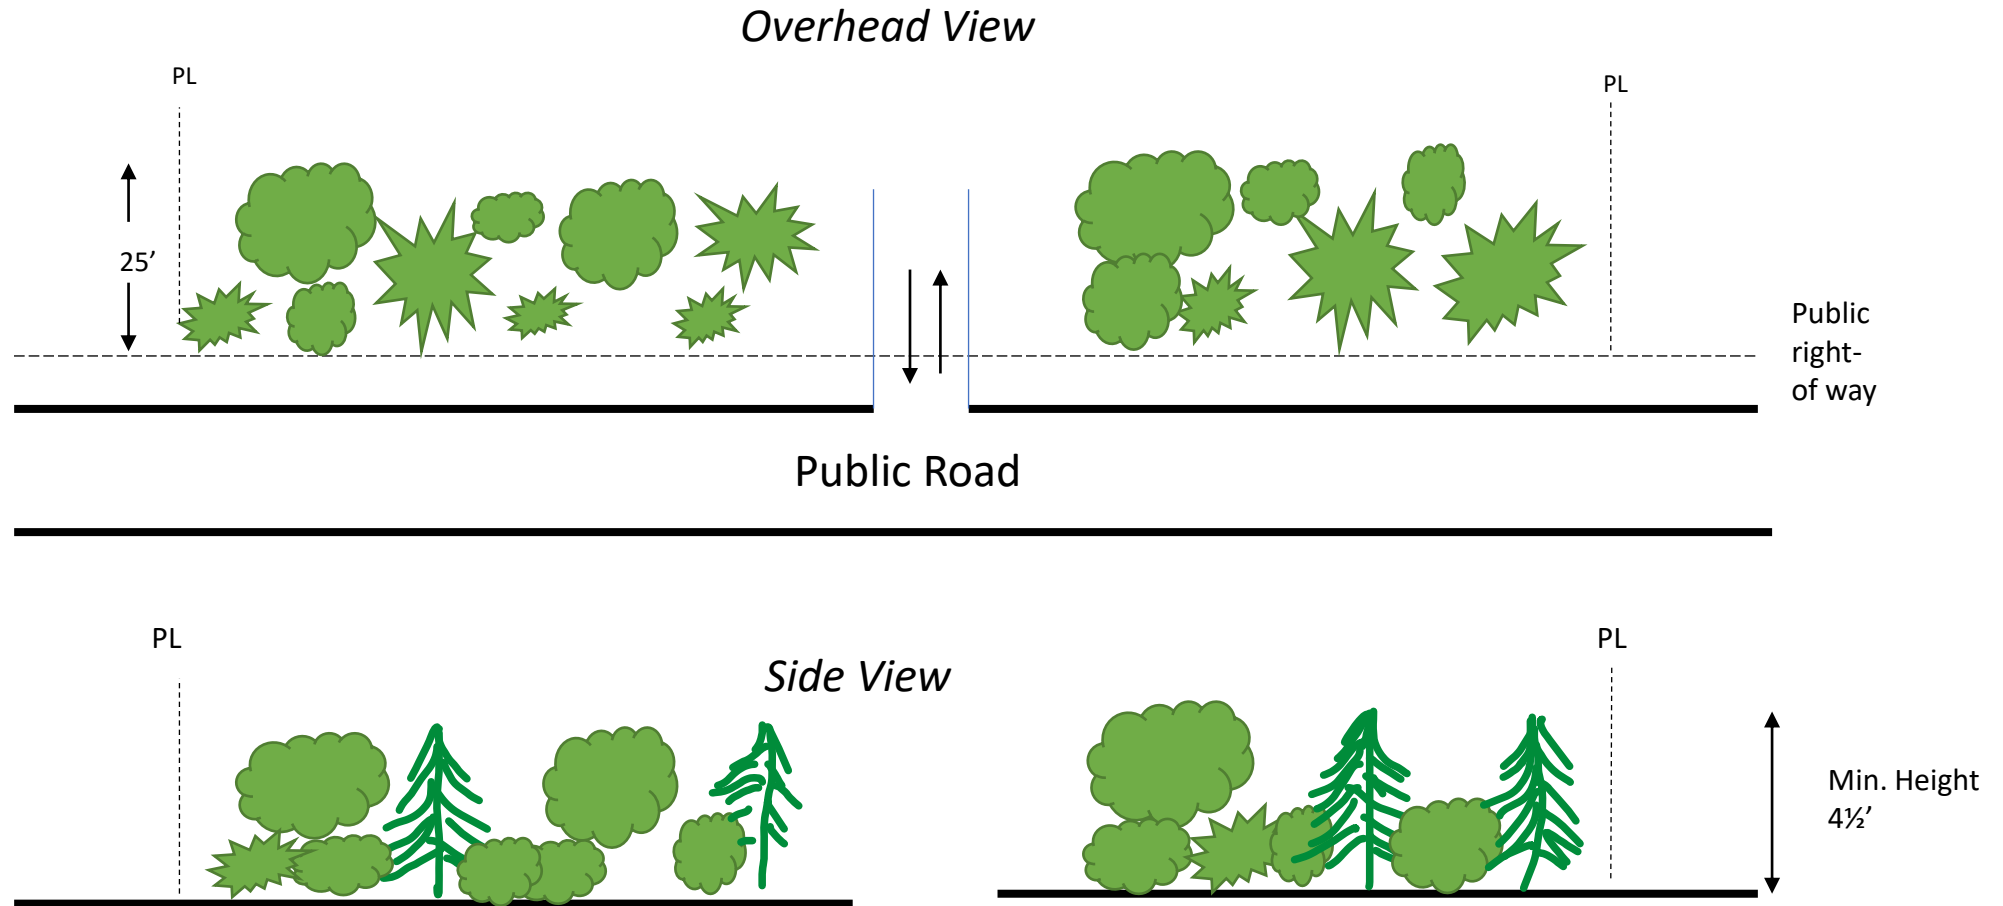 Overhead View
PL
PL
25’
Public
right-
of way
Public Road
PL
PL
Side View
Min. Height
4½’